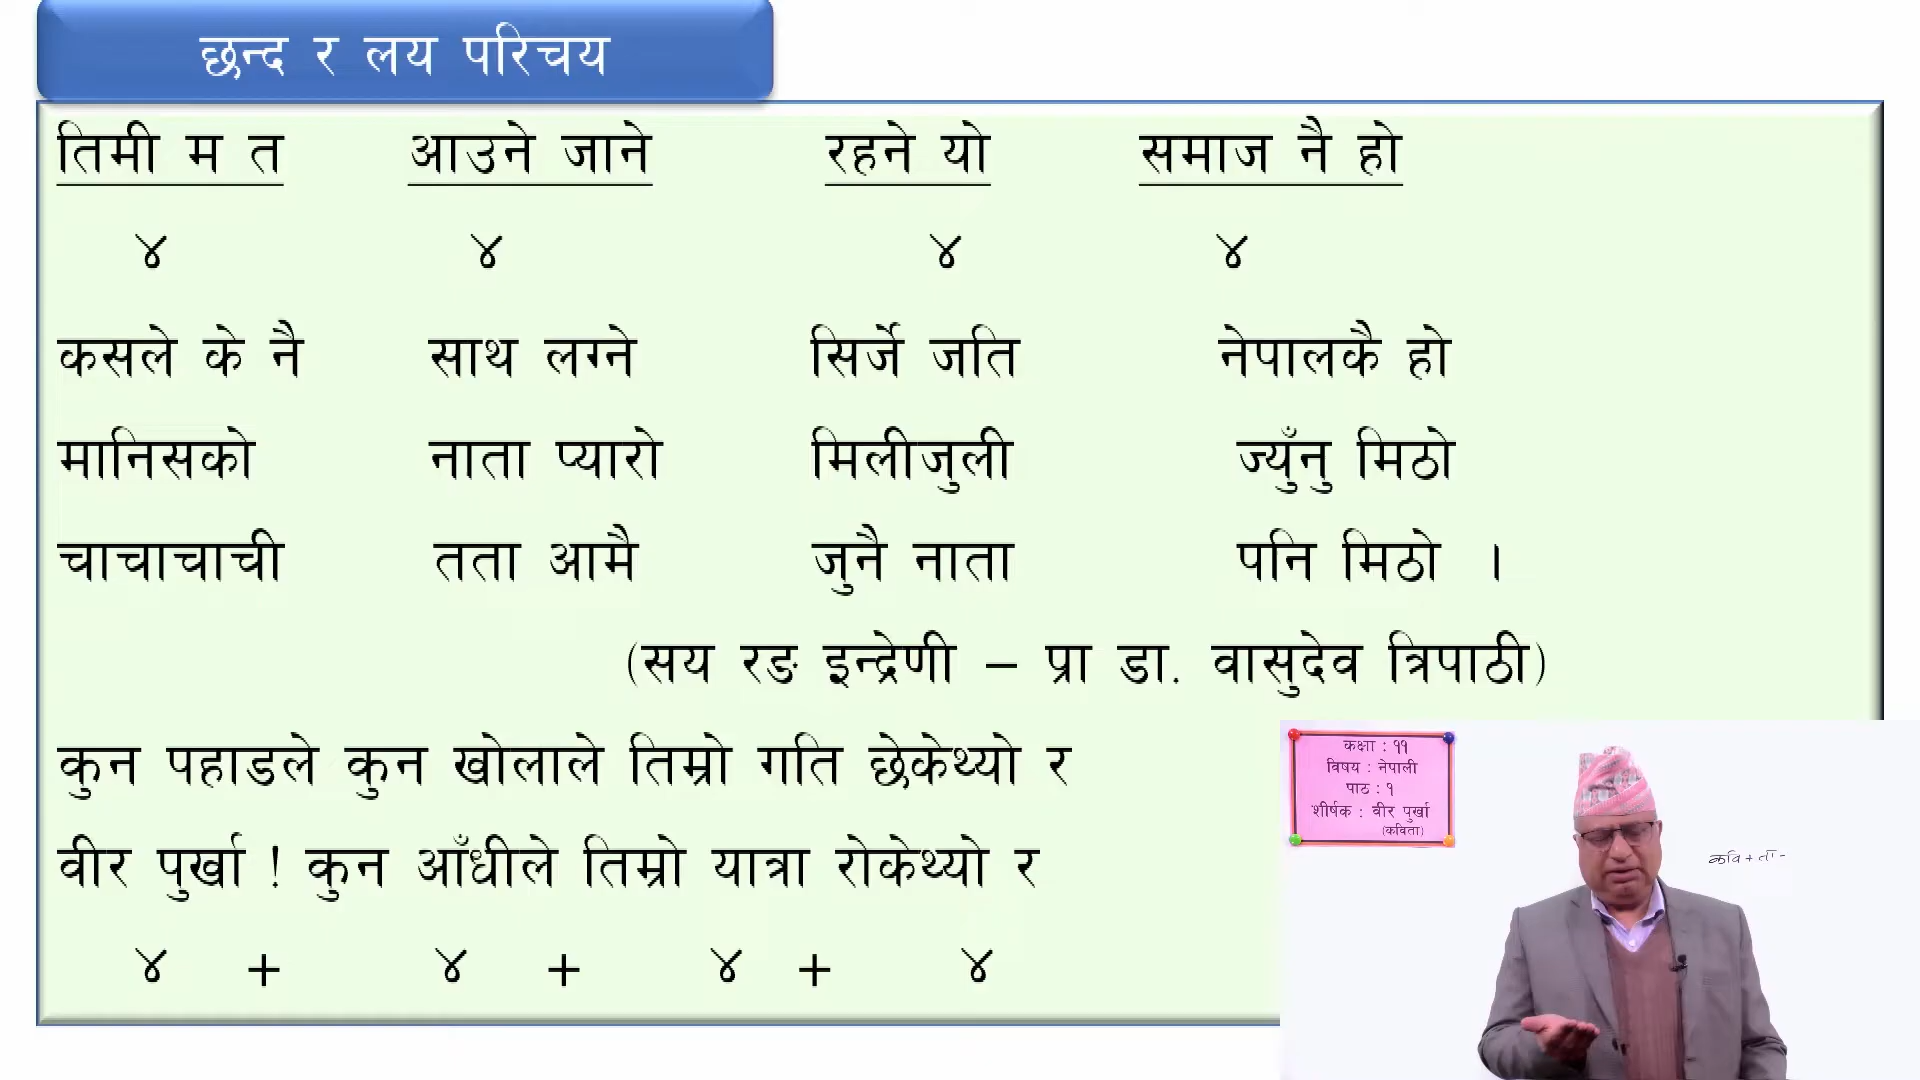 छन्द र लय परिचय
तिमी म त आउने जाने रहने यो समाज नै हो
४ ४ ४ ४
कसले के नै साथ लग्ने सिर्जे जति नेपालकै हो
मानिसको नाता प्यारो मिलीजुली ज्युँनु मिठो
चाचाचाची तता आमै जुनै नाता पनि मिठो ।
(सय रङ इन्द्रेणी – प्रा डा. वासुदेव त्रिपाठी)
कुन पहाडले कुन खोलाले तिम्रो गति छेकेथ्यो र
वीर पुर्खा ! कुन आँधीले तिम्रो यात्रा रोकेथ्यो र
४ + ४ + ४ + ४
कक्षा : ११
विषय : नेपाली
पाठ : १
शीर्षक : वीर पुर्खा
(कविता)
कवि + ता -